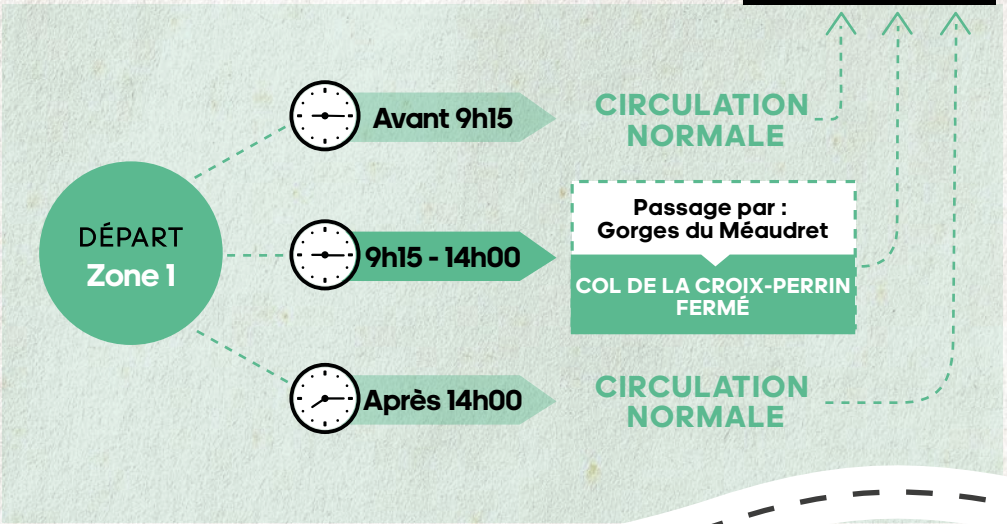 Avant 9h15
CIRCULATION
NORMALE
DÉPART
Zone 1
9h15 - 14h00
Passage par :
Gorges du Méaudret
COL DE LA CROIX-PERRIN
FERMÉ
Après 14h00
CIRCULATION
NORMALE